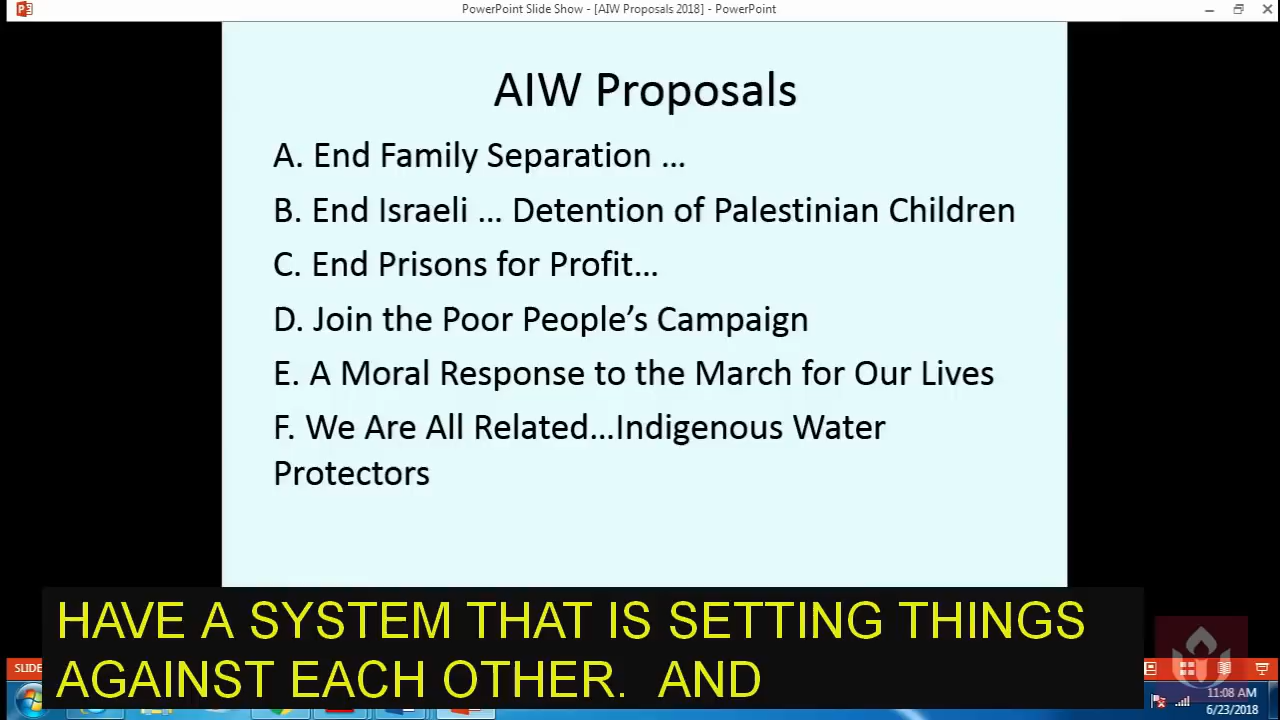 PowerPoint Slide Show - [AIW Proposals 2018] - PowerPoint
AIW Proposals
A. End Family Separation …
B. End Israeli … Detention of Palestinian Children
C. End Prisons for Profit…
D. Join the Poor People’s Campaign
E. A Moral Response to the March for Our Lives
F. We Are All Related…Indigenous Water
Protectors
HAVE A SYSTEM THAT IS SETTING THINGS
AGAINST EACH OTHER.  AND
SLIDE
11:08 AM
6/23/2018